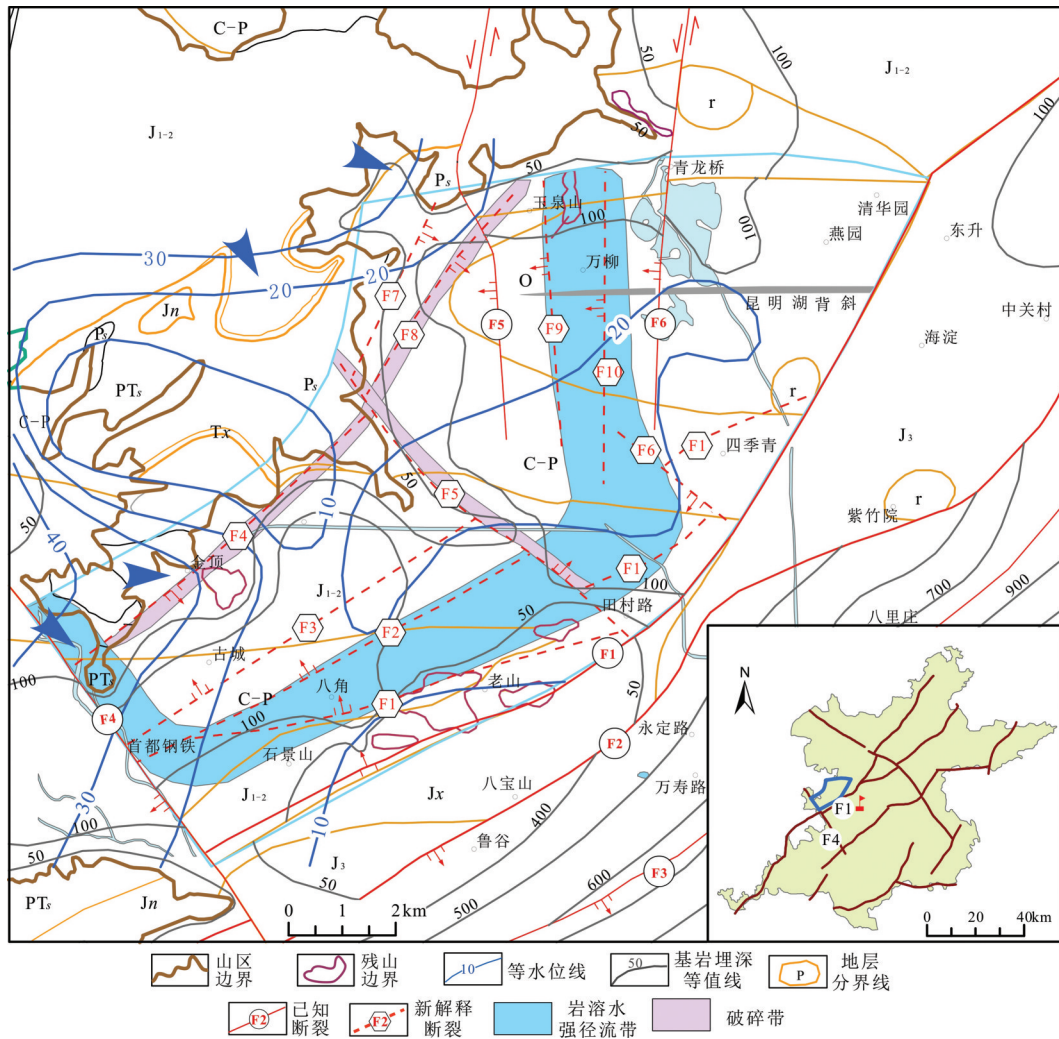 C-P
50
100
J₁₋₂
J₁₋₂
r
50
100
50
Ps
青龙桥
玉泉山
清华园
燕园
东升
100
100
30
20
万柳
O
昆明湖背斜
中关村
Jn
F7
F8
F5
F9
F6
20
海淀
Ps
PTs
F10
Ps
r
C-P
Tx
C-P
F6
F1
四季青
J₃
50
50
F5
r
紫竹院
10
F4
40
金顶
J₁₋₂
F1
100
700
900
田村路
50
八里庄
F3
F2
古城
F1
PTs
100
C-P
八角
老山
F4
100
F1
50
首都钢铁
F2
永定路
石景山
30
J₁₋₂
八宝山
万寿路
Jx
400
10
鲁谷
100
50
J₃
50
600
F3
PTs
Jn
500
0 1 2km
N
F1
F4
0 20 40km
山区
边界
残山
边界
10
等水位线
50
基岩埋深
等值线
P
地层
分界线
F2
已知
断裂
F2
新解释
断裂
岩溶水
强径流带
破碎带